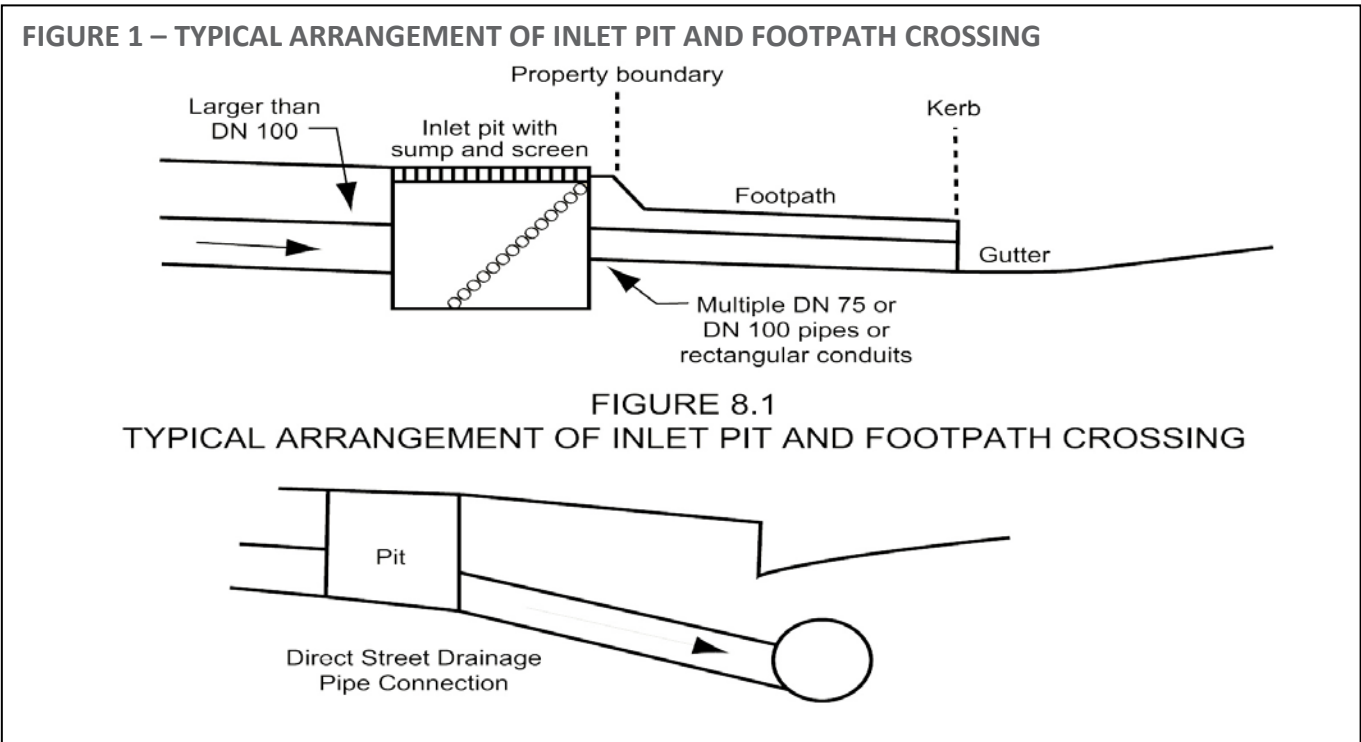 FIGURE 1 – TYPICAL ARRANGEMENT OF INLET PIT AND FOOTPATH CROSSING
Property boundary
Larger than
DN 100
Inlet pit with
sump and screen
Kerb
Footpath
Gutter
Multiple DN 75 or
DN 100 pipes or
rectangular conduits
FIGURE 8.1
TYPICAL ARRANGEMENT OF INLET PIT AND FOOTPATH CROSSING
Pit
Direct Street Drainage
Pipe Connection